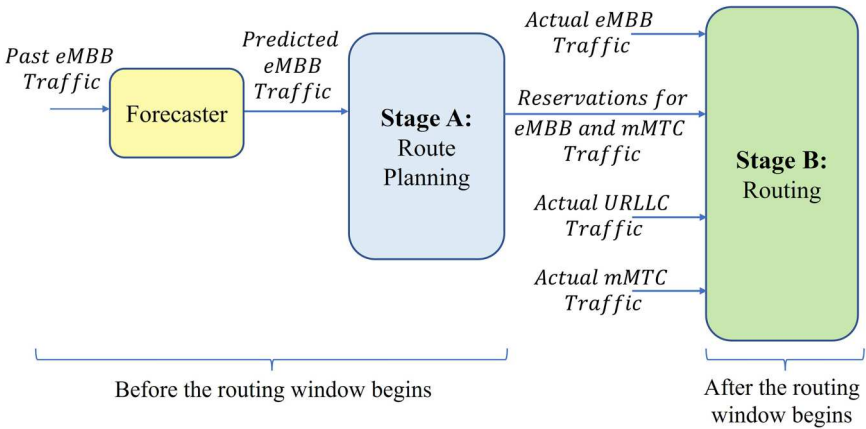 Past eMBB
Traffic
Forecaster
Predicted
eMBB
Traffic
Stage A:
Route
Planning
Actual eMBB
Traffic
Reservations for
eMBB and mMTC
Traffic
Actual URLLC
Traffic
Actual mMTC
Traffic
Stage B:
Routing
Before the routing window begins
After the routing
window begins